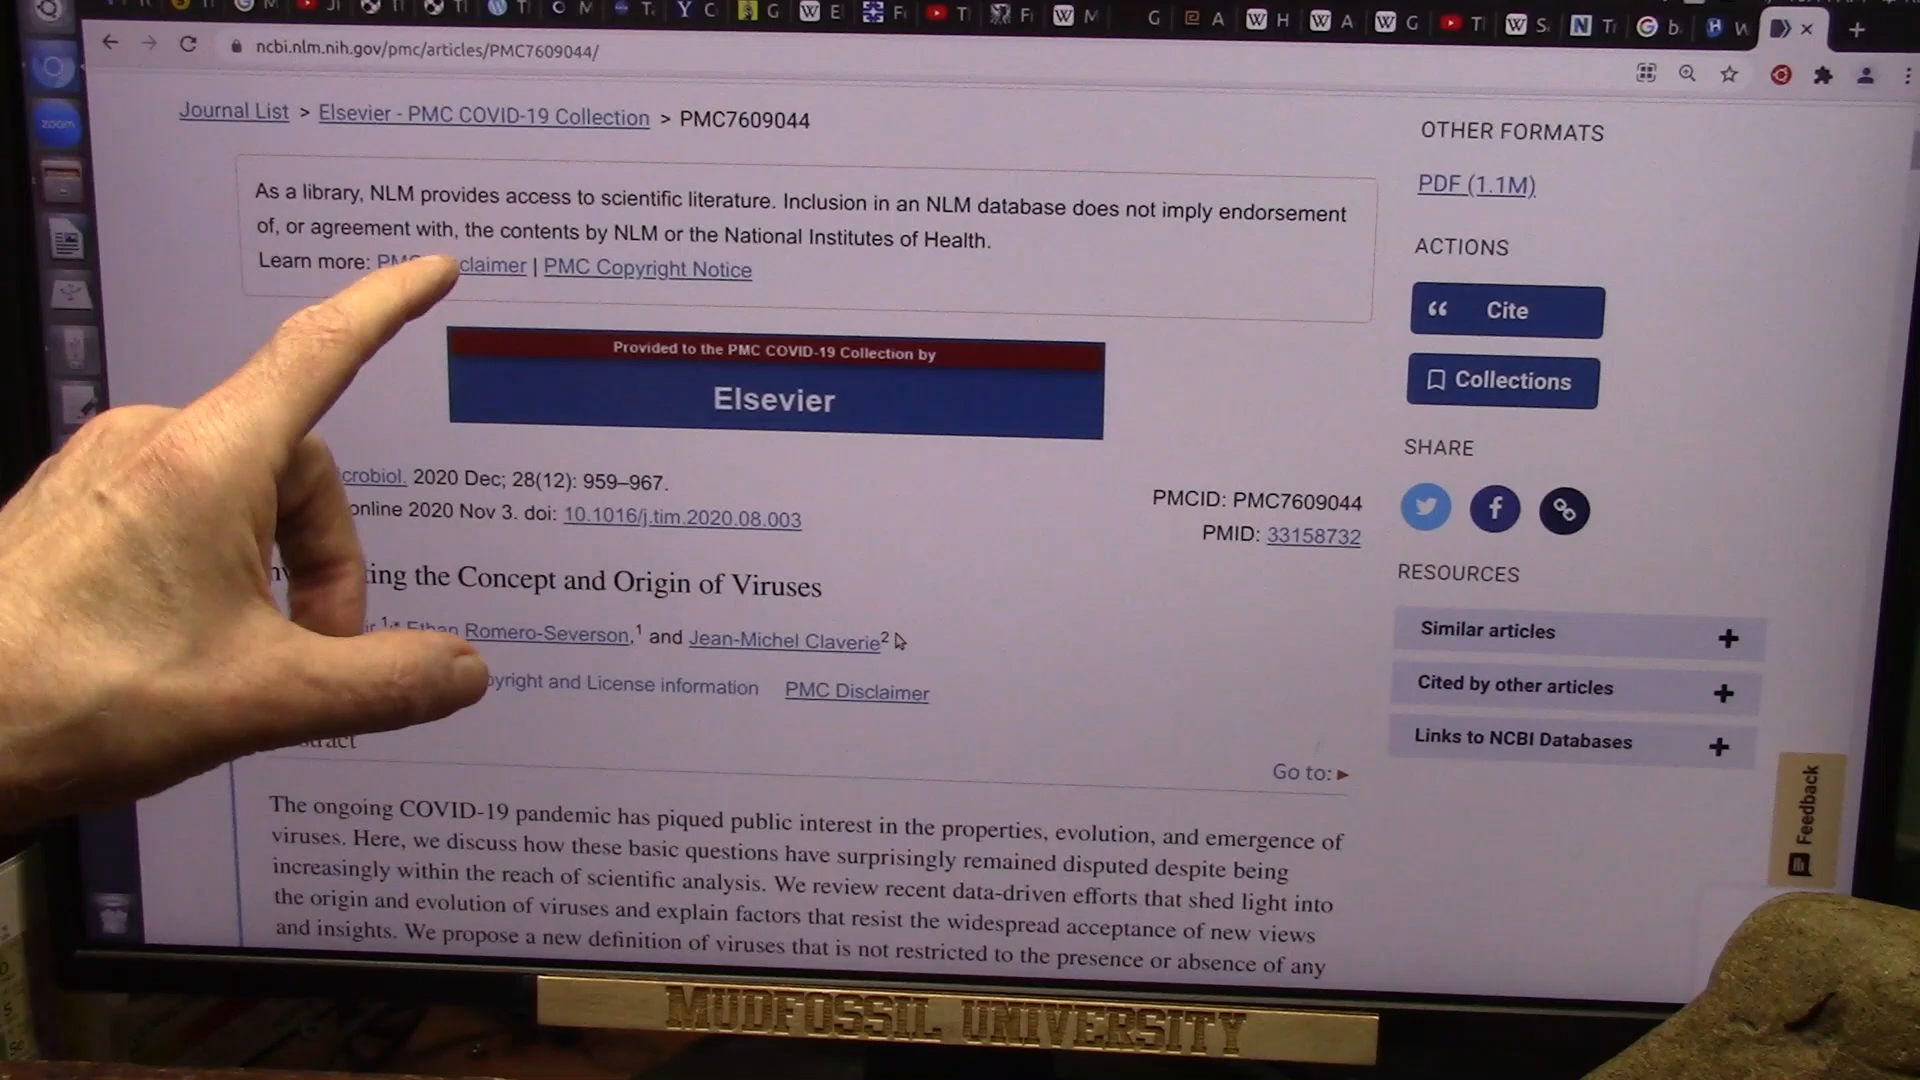 ncbi.nlm.nih.gov/pmc/articles/PMC7609044/
Journal List > Elsevier - PMC COVID-19 Collection > PMC7609044
As a library, NLM provides access to scientific literature. Inclusion in an NLM database does not imply endorsement
of, or agreement with, the contents by NLM or the National Institutes of Health.
Learn more: PMC claimer | PMC Copyright Notice
Provided to the PMC COVID-19 Collection by
Elsevier
crobiol. 2020 Dec; 28(12): 959–967.
online 2020 Nov 3. doi: 10.1016/j.tim.2020.08.003
PMCID: PMC7609044
PMID: 33158732
ting the Concept and Origin of Viruses
ir,1,* Ethan Romero-Severson,1 and Jean-Michel Claverie2
pyright and License information PMC Disclaimer
Go to:
The ongoing COVID-19 pandemic has piqued public interest in the properties, evolution, and emergence of
viruses. Here, we discuss how these basic questions have surprisingly remained disputed despite being
increasingly within the reach of scientific analysis. We review recent data-driven efforts that shed light into
the origin and evolution of viruses and explain factors that resist the widespread acceptance of new views
and insights. We propose a new definition of viruses that is not restricted to the presence or absence of any
OTHER FORMATS
PDF (1.1M)
ACTIONS
Cite
Collections
SHARE
RESOURCES
Similar articles
Cited by other articles
Links to NCBI Databases
Feedback
zoom
MUDFOSSIL UNIVERSITY